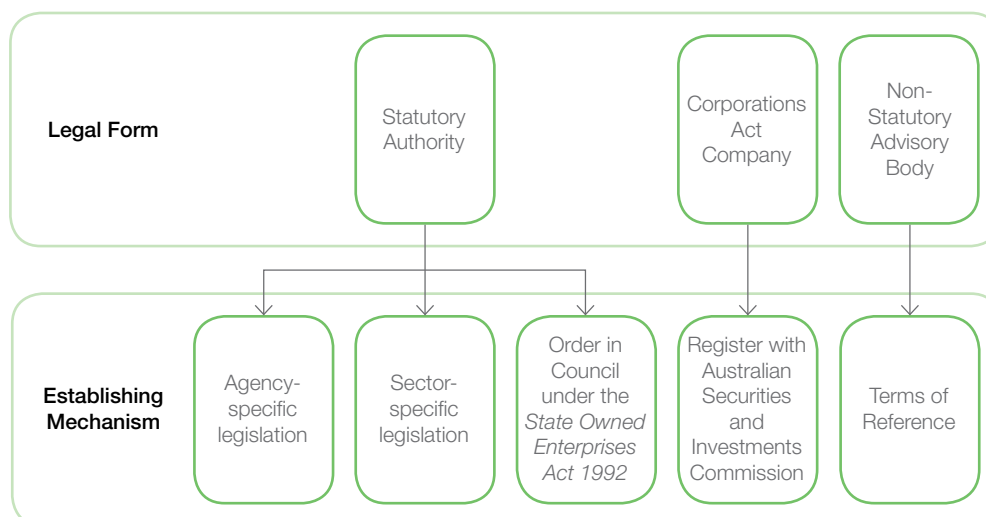 Legal Form
Statutory
Authority
Corporations
Act
Company
Non-
Statutory
Advisory
Body
Establishing
Mechanism
Agency-
specific
legislation
Sector-
specific
legislation
Order in
Council
under the
State Owned
Enterprises
Act 1992
Register with
Australian
Securities
and
Investments
Commission
Terms of
Reference